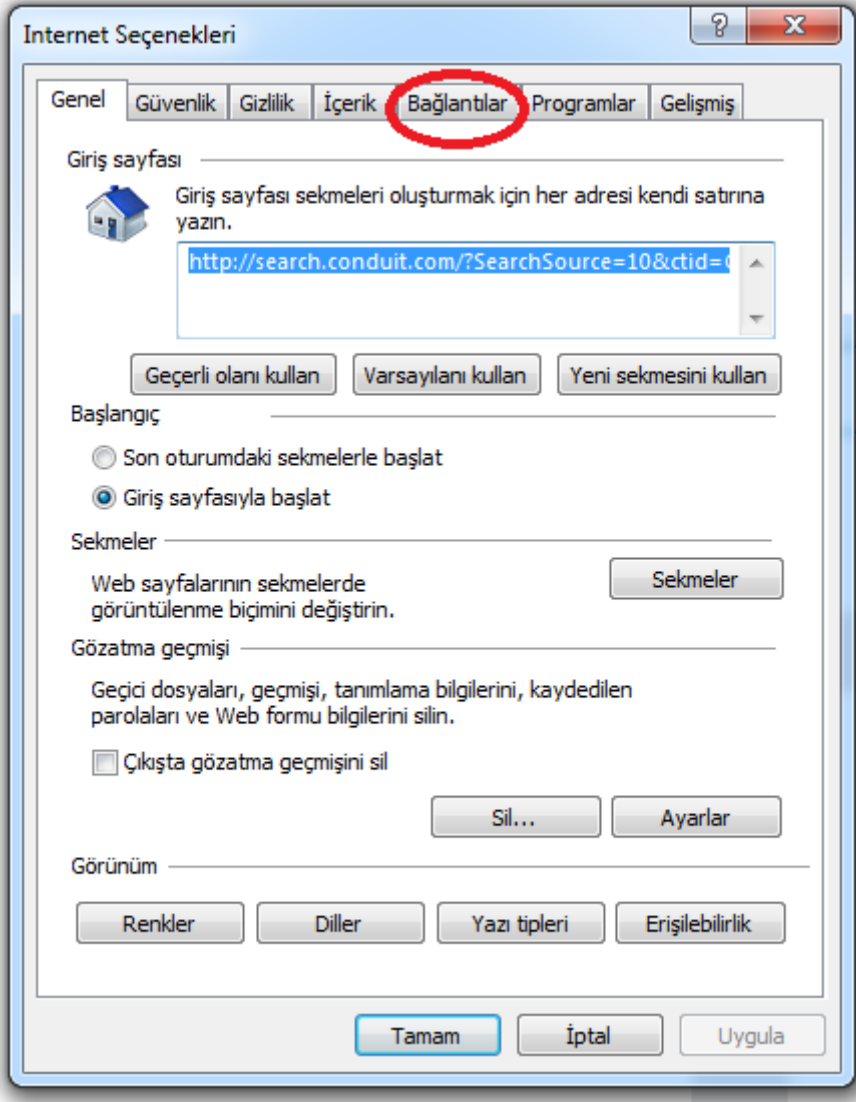 Internet Seçenekleri
Genel Güvenlik Gizlilik İçerik Bağlantılar Programlar Gelişmiş
Giriş sayfası
Giriş sayfası sekmeleri oluşturmak için her adresi kendi satırına
yazın.
http://search.conduit.com/?SearchSource=10&ctid=
Geçerli olanı kullan Varsayılanı kullan Yeni sekmesini kullan
Başlangıç
Son oturumdaki sekmelerle başlat
Giriş sayfasıyla başlat
Sekmeler
Web sayfalarının sekmelerde
görüntülenme biçimini değiştirin.
Sekmeler
Gözatma geçmişi
Geçici dosyaları, geçmişi, tanımlama bilgilerini, kaydedilen
parolaları ve Web formu bilgilerini silin.
Çıkışta gözatma geçmişini sil
Sil... Ayarlar
Görünüm
Renkler Diller Yazı tipleri Erişilebilirlik
Tamam İptal Uygula